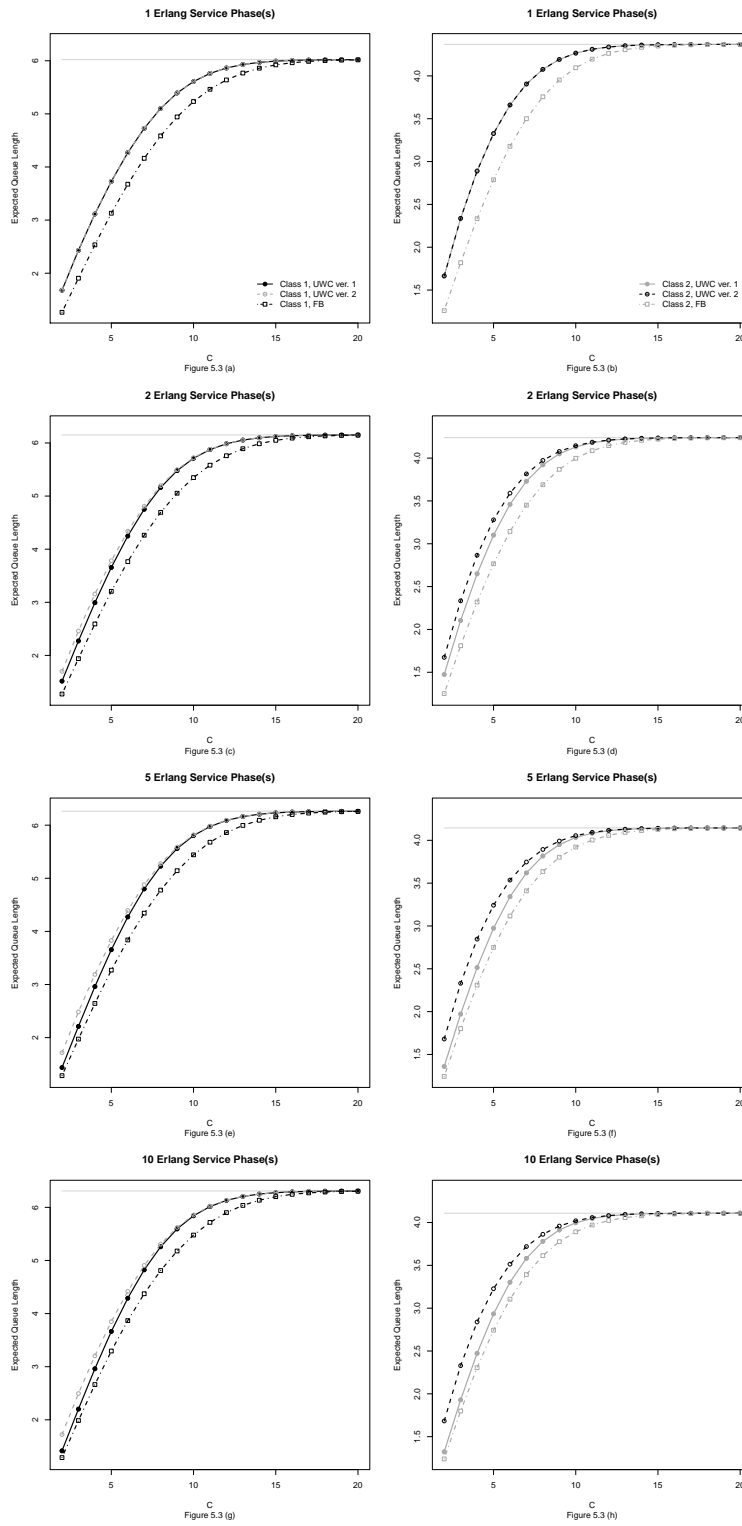 1 Erlang Service Phase(s)
Expected Queue Length
6
5
4
3
2
Class 1, UWC ver. 1
Class 1, UWC ver. 2
Class 1, FB
5
10
15
20
C
Figure 5.3 (a)
1 Erlang Service Phase(s)
Expected Queue Length
4.0
3.5
3.0
2.5
2.0
1.5
Class 2, UWC ver. 1
Class 2, UWC ver. 2
Class 2, FB
5
10
15
20
C
Figure 5.3 (b)
2 Erlang Service Phase(s)
Expected Queue Length
6
5
4
3
2
5
10
15
20
C
Figure 5.3 (c)
2 Erlang Service Phase(s)
Expected Queue Length
4.0
3.5
3.0
2.5
2.0
1.5
5
10
15
20
C
Figure 5.3 (d)
5 Erlang Service Phase(s)
Expected Queue Length
6
5
4
3
2
5
10
15
20
C
Figure 5.3 (e)
5 Erlang Service Phase(s)
Expected Queue Length
4.0
3.5
3.0
2.5
2.0
1.5
5
10
15
20
C
Figure 5.3 (f)
10 Erlang Service Phase(s)
Expected Queue Length
6
5
4
3
2
5
10
15
20
C
Figure 5.3 (g)
10 Erlang Service Phase(s)
Expected Queue Length
4.0
3.5
3.0
2.5
2.0
1.5
5
10
15
20
C
Figure 5.3 (h)